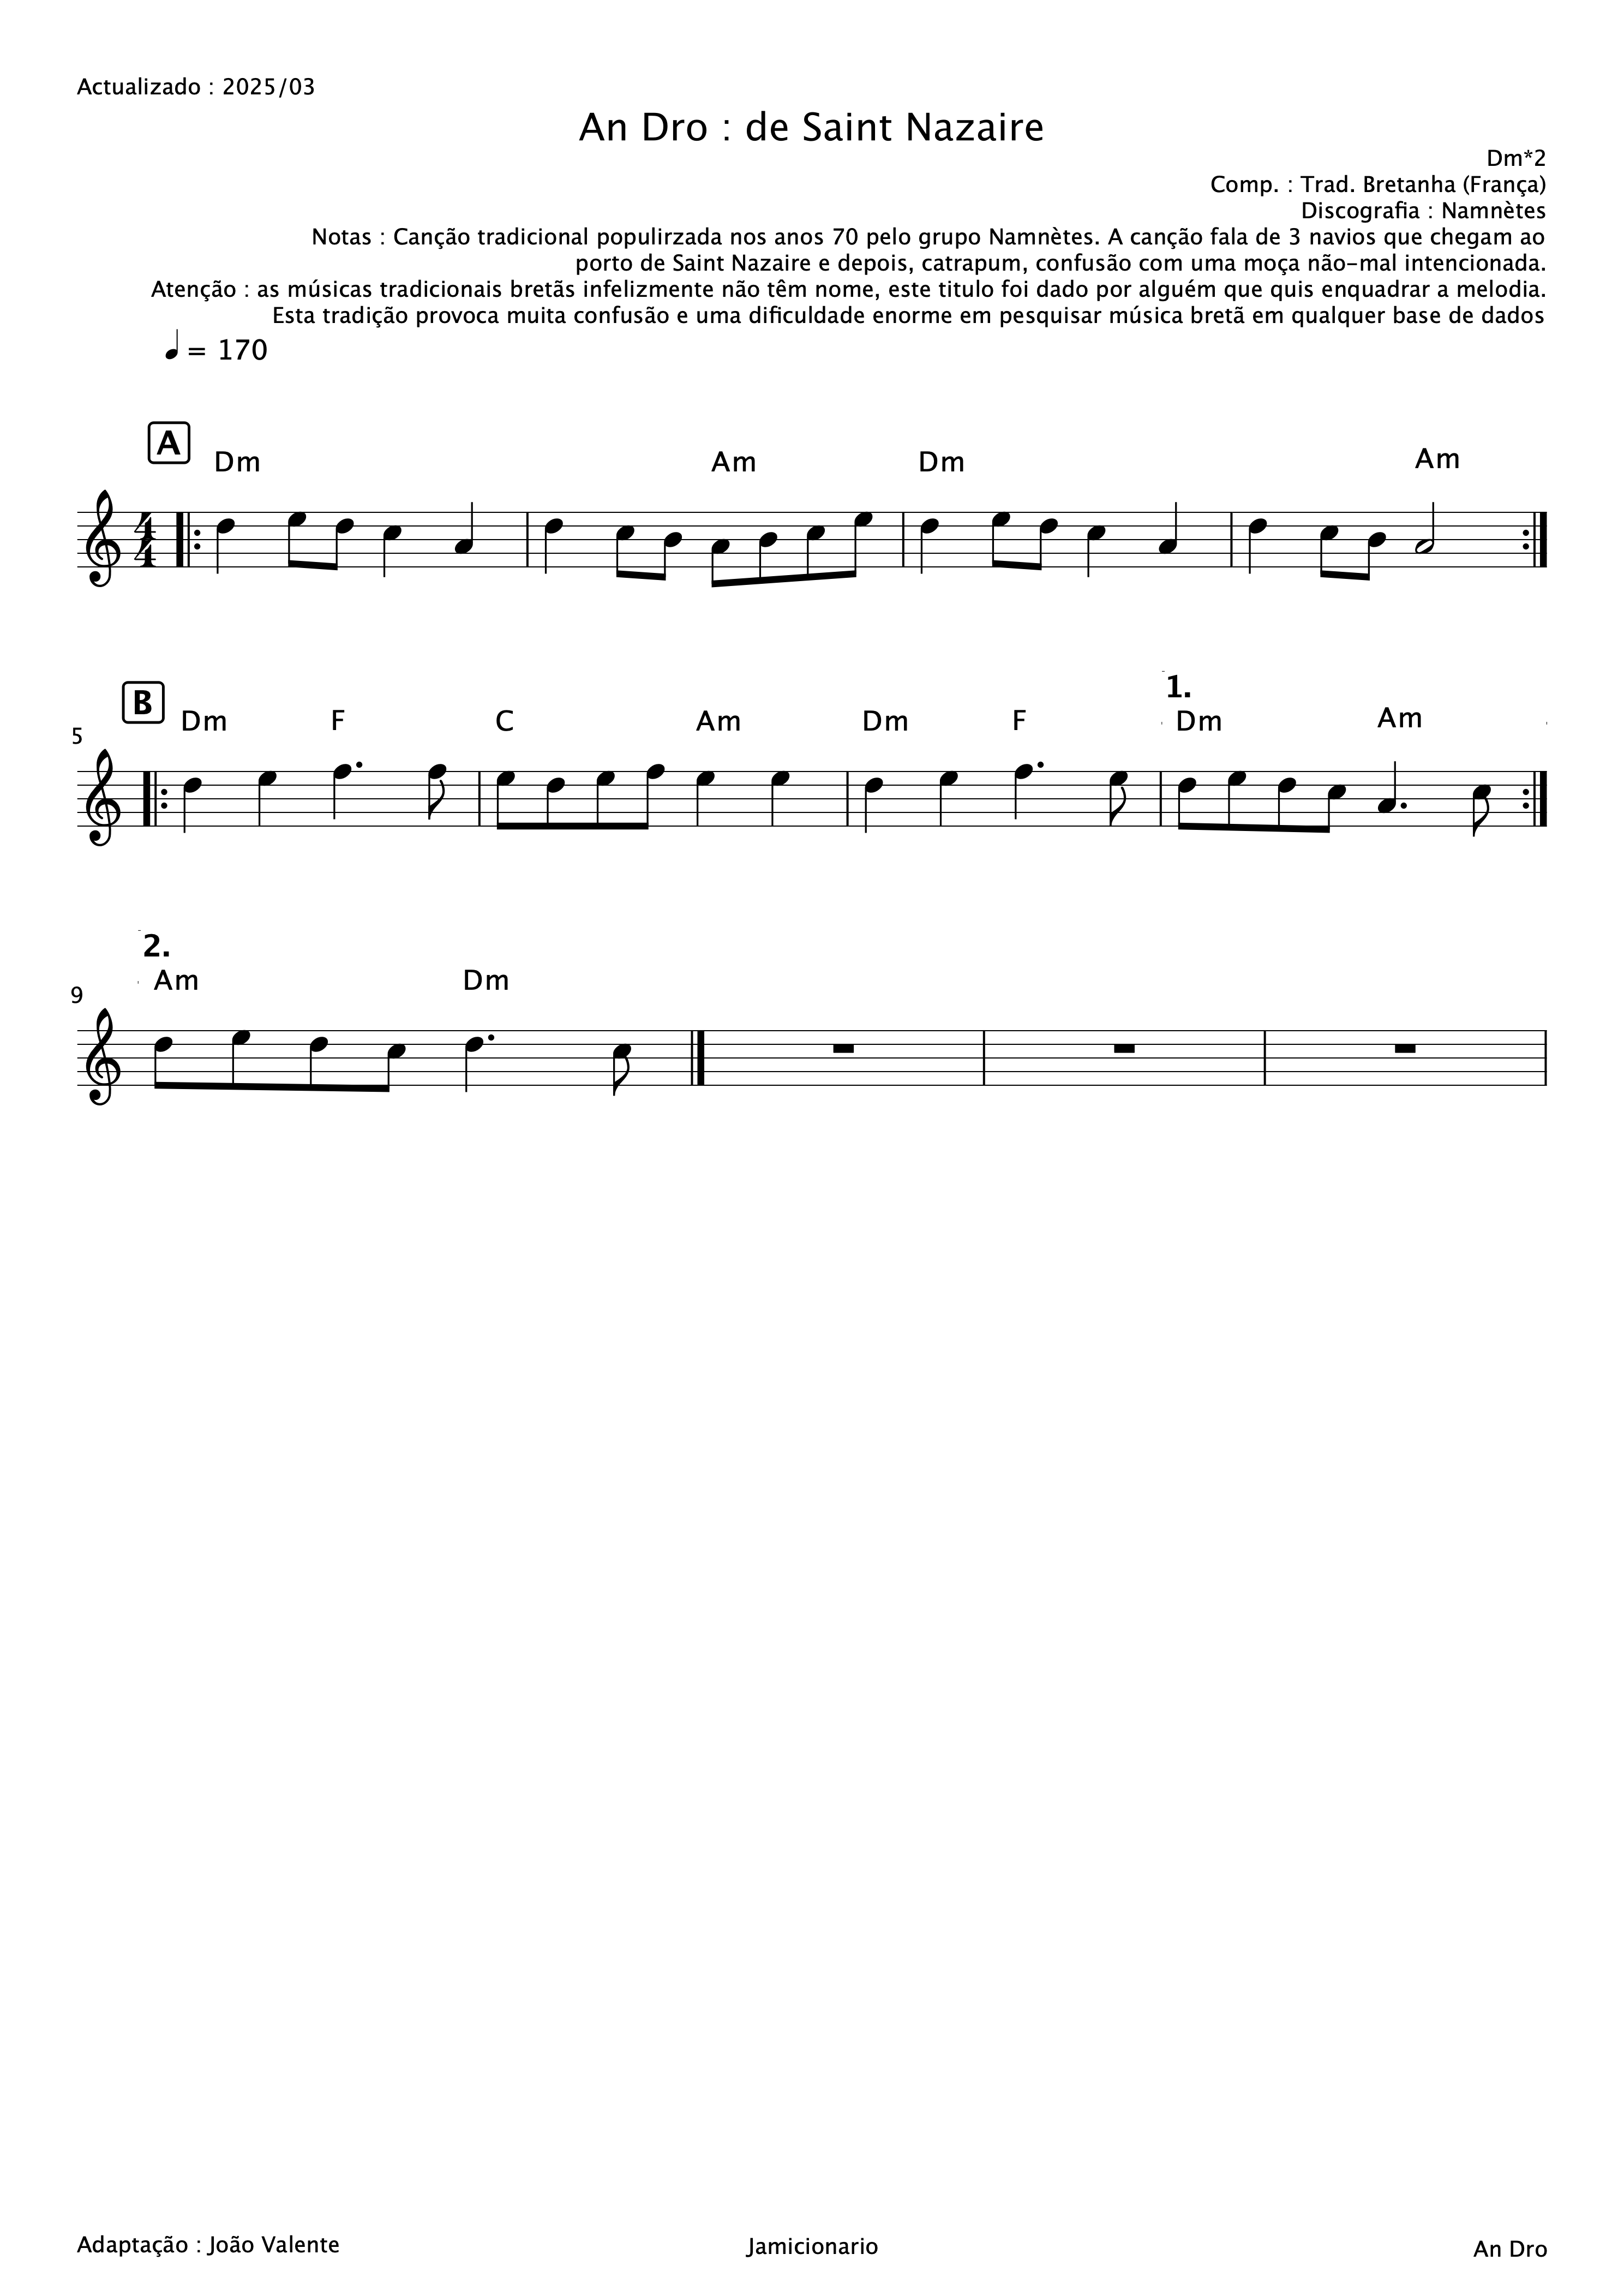 Actualizado : 2025/03
An Dro : de Saint Nazaire
Dm*2
Comp. : Trad. Bretanha (França)
Discografia : Namnètes
Notas : Canção tradicional populirzada nos anos 70 pelo grupo Namnètes. A canção fala de 3 navios que chegam ao
porto de Saint Nazaire e depois, catrapum, confusão com uma moça não-mal intencionada.
Atenção : as músicas tradicionais bretãs infelizmente não têm nome, este titulo foi dado por alguém que quis enquadrar a melodia.
Esta tradição provoca muita confusão e uma dificuldade enorme em pesquisar música bretã em qualquer base de dados
= 170
A
Dm Am Dm Am
4
4
1.
B
Dm F C Am Dm F Dm Am
5
2.
Am Dm
9
Adaptação : João Valente
Jamicionario
An Dro